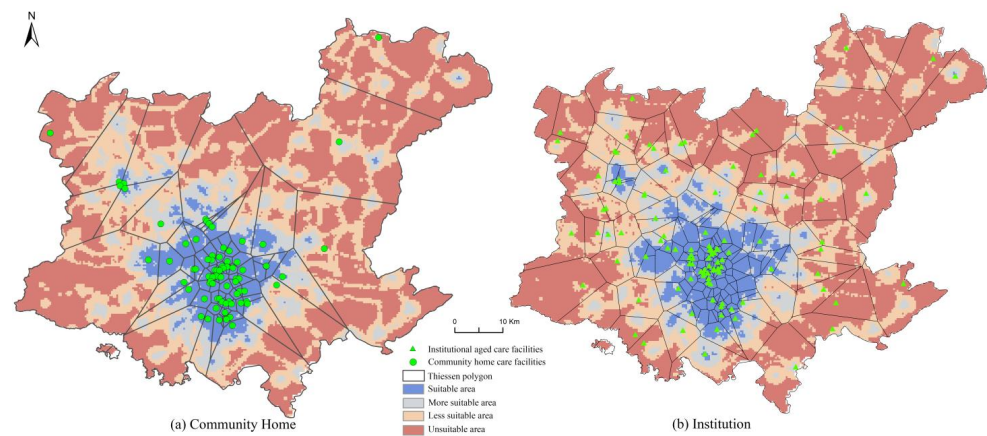 N
0
10 Km
Institutional aged care facilities
Community home care facilities
Thiessen polygon
Suitable area
More suitable area
Less suitable area
Unsuitable area
(a) Community Home
(b) Institution